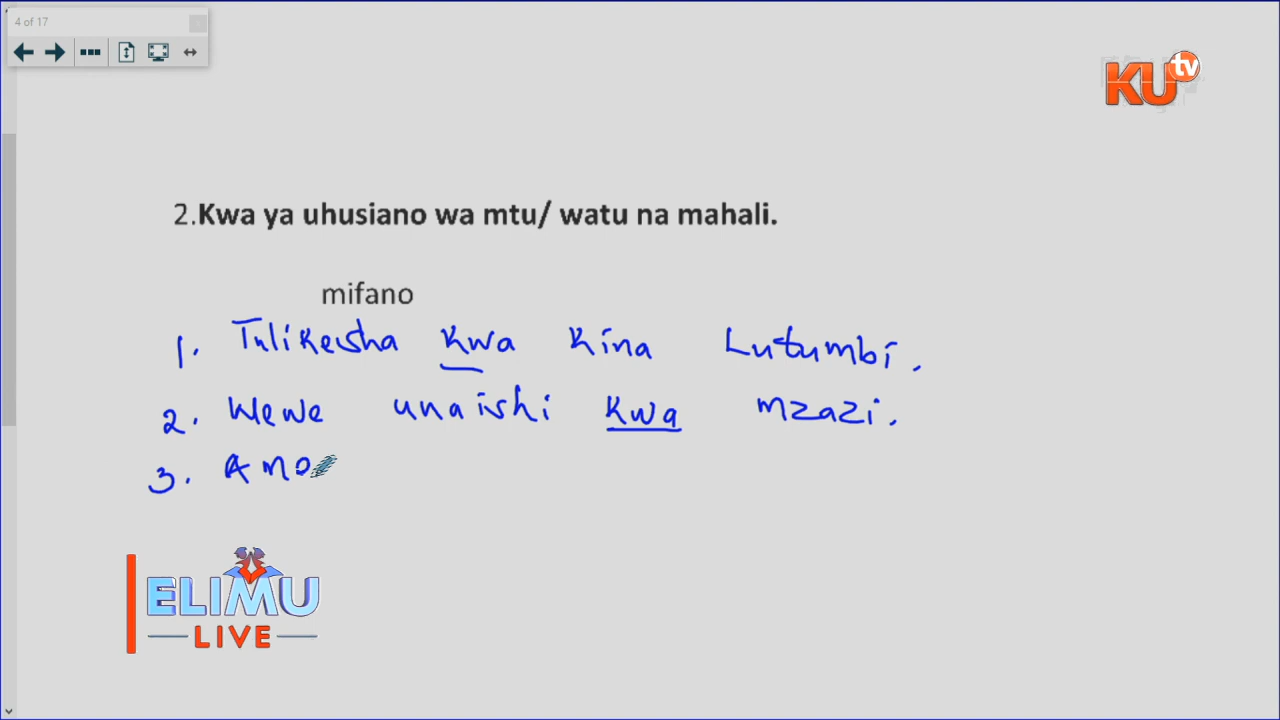 4 of 17
KU tv
2.Kwa ya uhusiano wa mtu/ watu na mahali.
mifano
1. Tulikesha kwa kina Lutumbi.
2. Wewe unaishi kwa mzazi.
3. Amo
ELIMU
LIVE